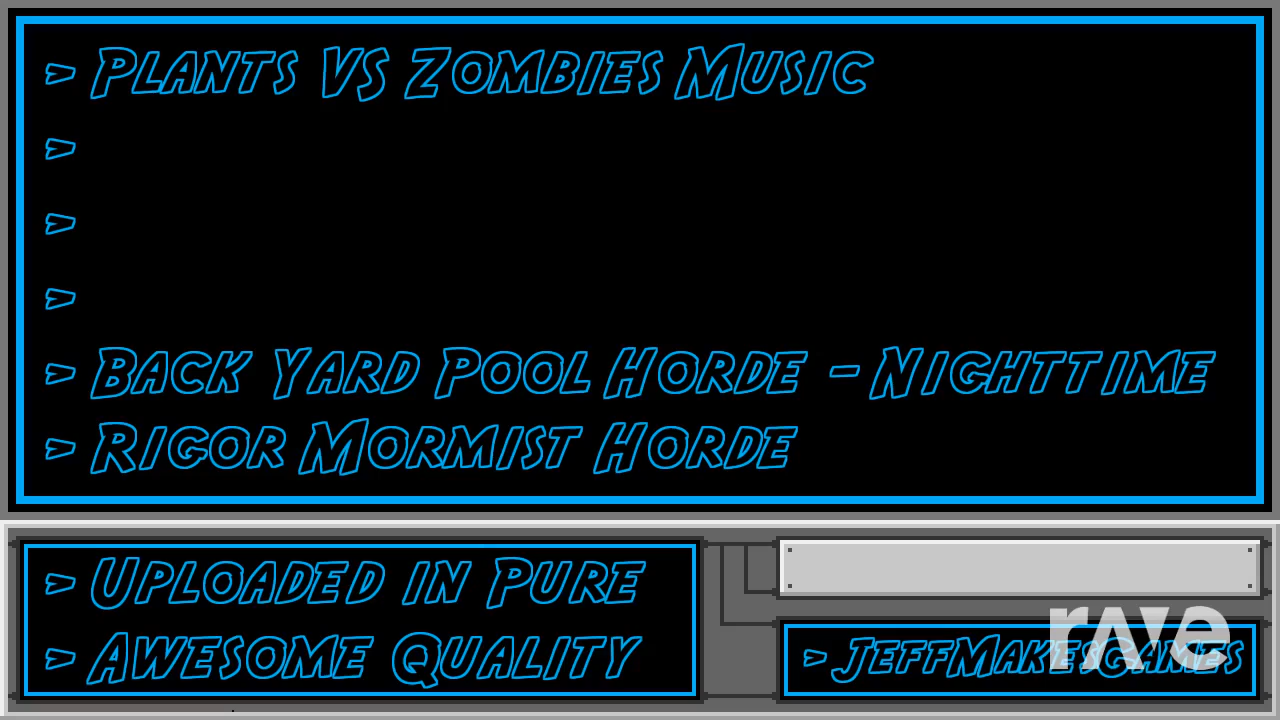 > Plants VS Zombies Music
>
>
>
> Back Yard Pool Horde - Nighttime
> Rigor Mormist Horde
> Uploaded in Pure
> Awesome Quality
> JeffMakesGames
rave